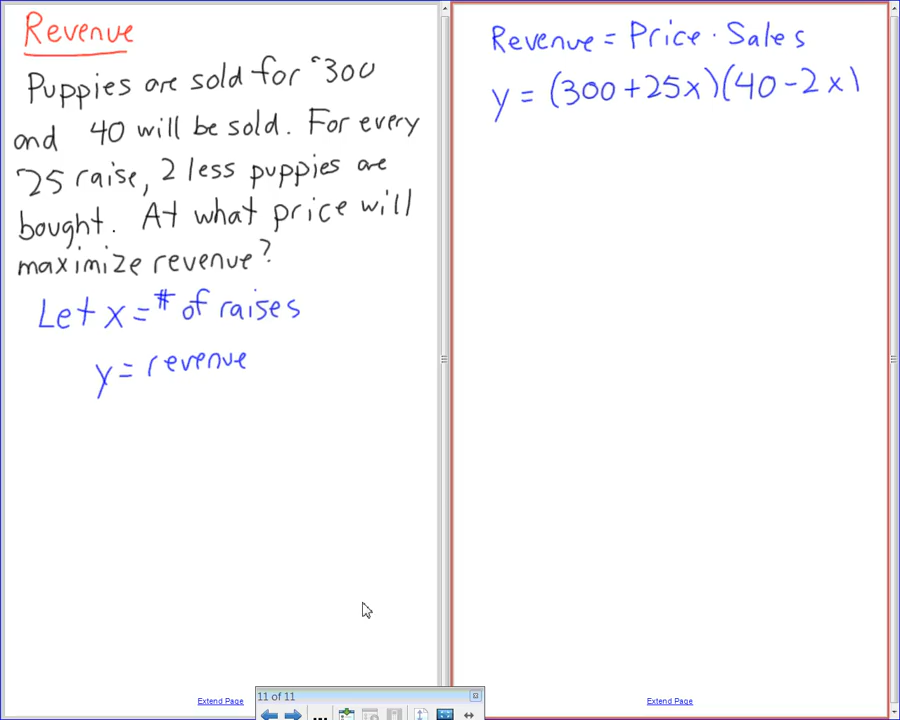 Revenue
Puppies are sold for $300
and 40 will be sold. For every
25 raise, 2 less puppies are
bought. At what price will
maximize revenue?
Let x = # of raises
y = revenue
Extend Page
11 of 11
Revenue = Price · Sales
y = (300 + 25x)(40 - 2x)
Extend Page